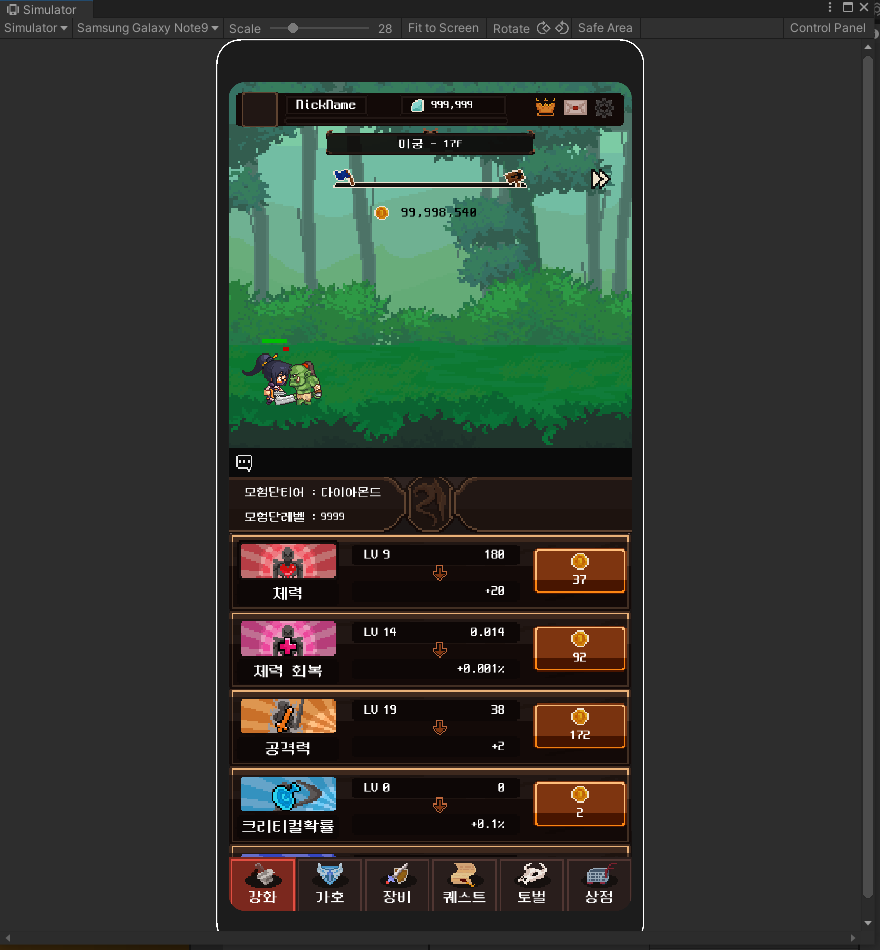 Simulator
Simulator Samsung Galaxy Note9 Scale 28 Fit to Screen Rotate Safe Area Control Panel
NickName 999,999
미궁 - 17F
99,998,540
모험단티어 : 다이아몬드
모험단레벨 : 9999
LV 9 180
37
체력
+20
LV 14 0.014
92
체력 회복
+0.001%
LV 19 38
172
공격력
+2
LV 0 0
2
크리티컬확률
+0.1%
강화 가호 장비 퀘스트 토벌 상점